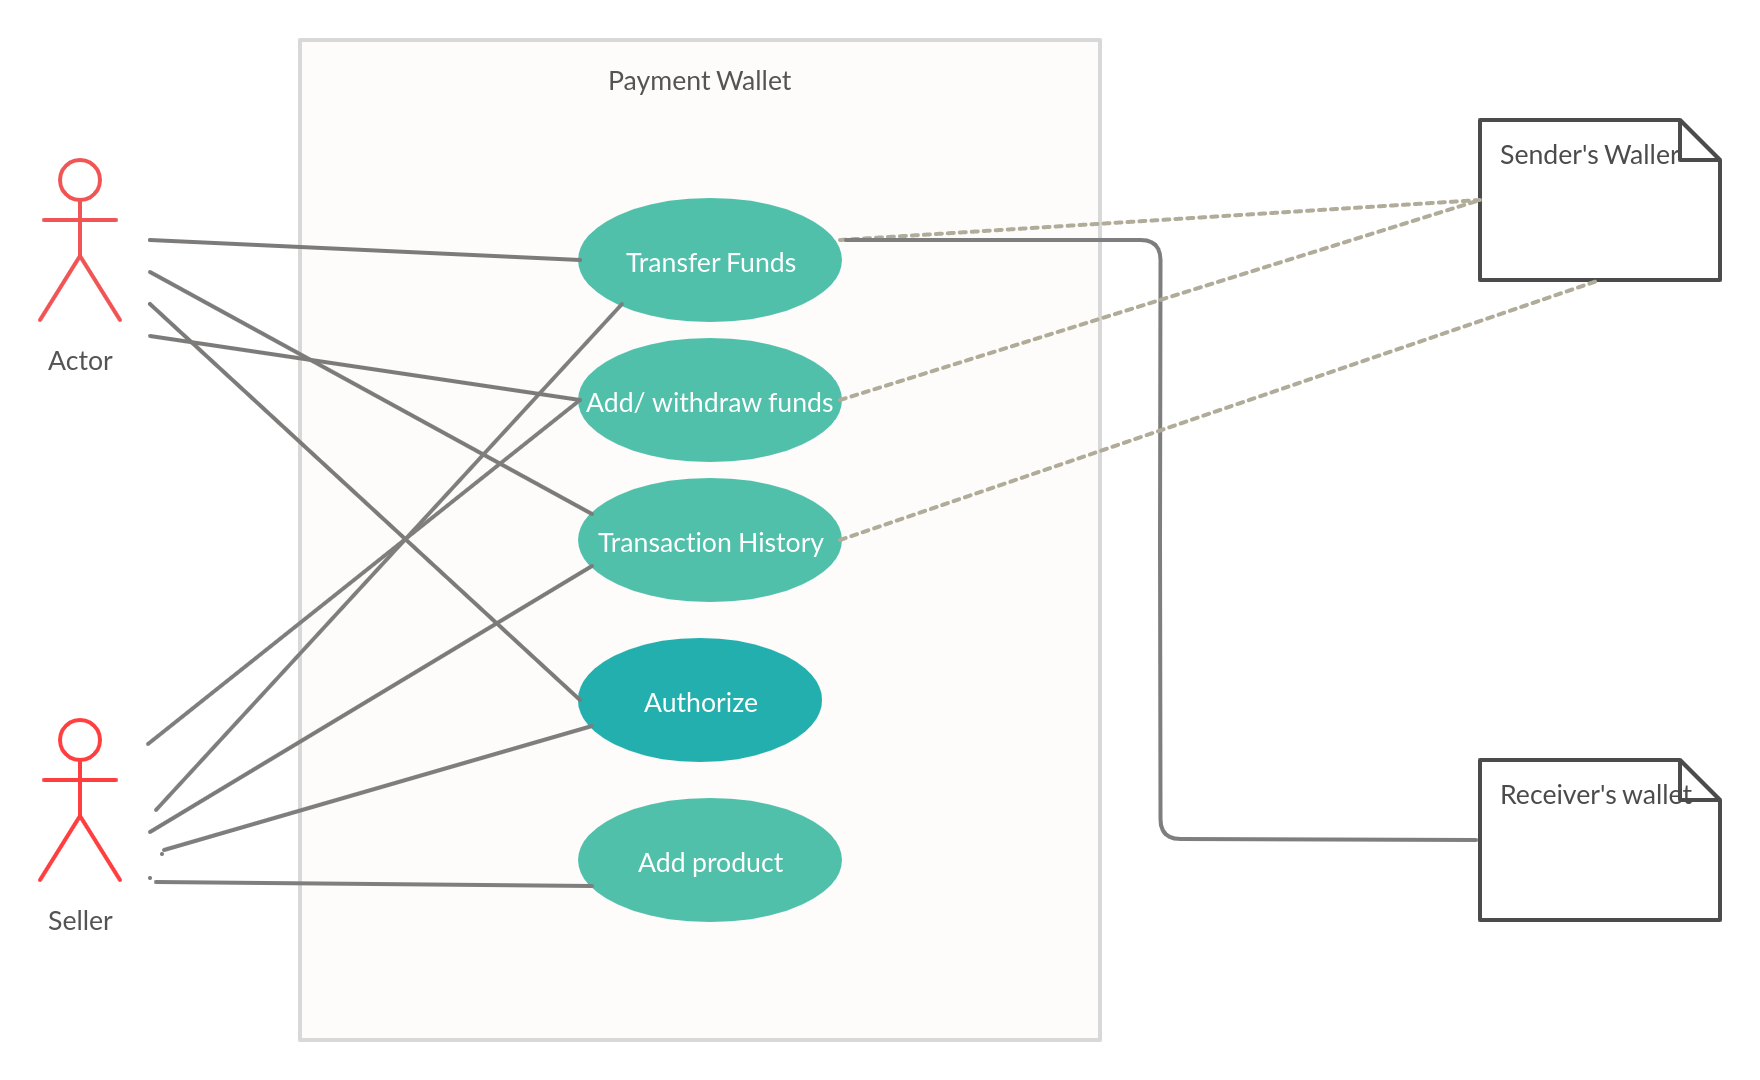 Payment Wallet
Sender's Waller
Transfer Funds
Actor
Add/ withdraw funds
Transaction History
Authorize
Receiver's wallet
Add product
Seller